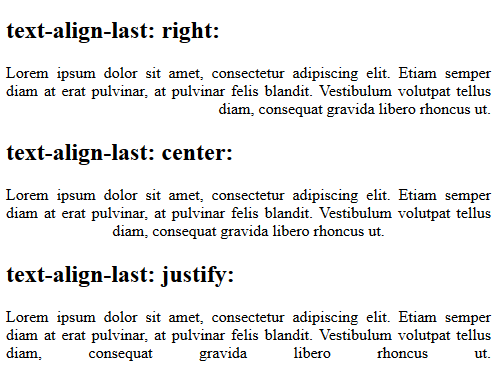 text-align-last: right:
Lorem ipsum dolor sit amet, consectetur adipiscing elit. Etiam semper
diam at erat pulvinar, at pulvinar felis blandit. Vestibulum volutpat tellus
diam, consequat gravida libero rhoncus ut.
text-align-last: center:
Lorem ipsum dolor sit amet, consectetur adipiscing elit. Etiam semper
diam at erat pulvinar, at pulvinar felis blandit. Vestibulum volutpat tellus
diam, consequat gravida libero rhoncus ut.
text-align-last: justify:
Lorem ipsum dolor sit amet, consectetur adipiscing elit. Etiam semper
diam at erat pulvinar, at pulvinar felis blandit. Vestibulum volutpat tellus
diam, consequat gravida libero rhoncus ut.